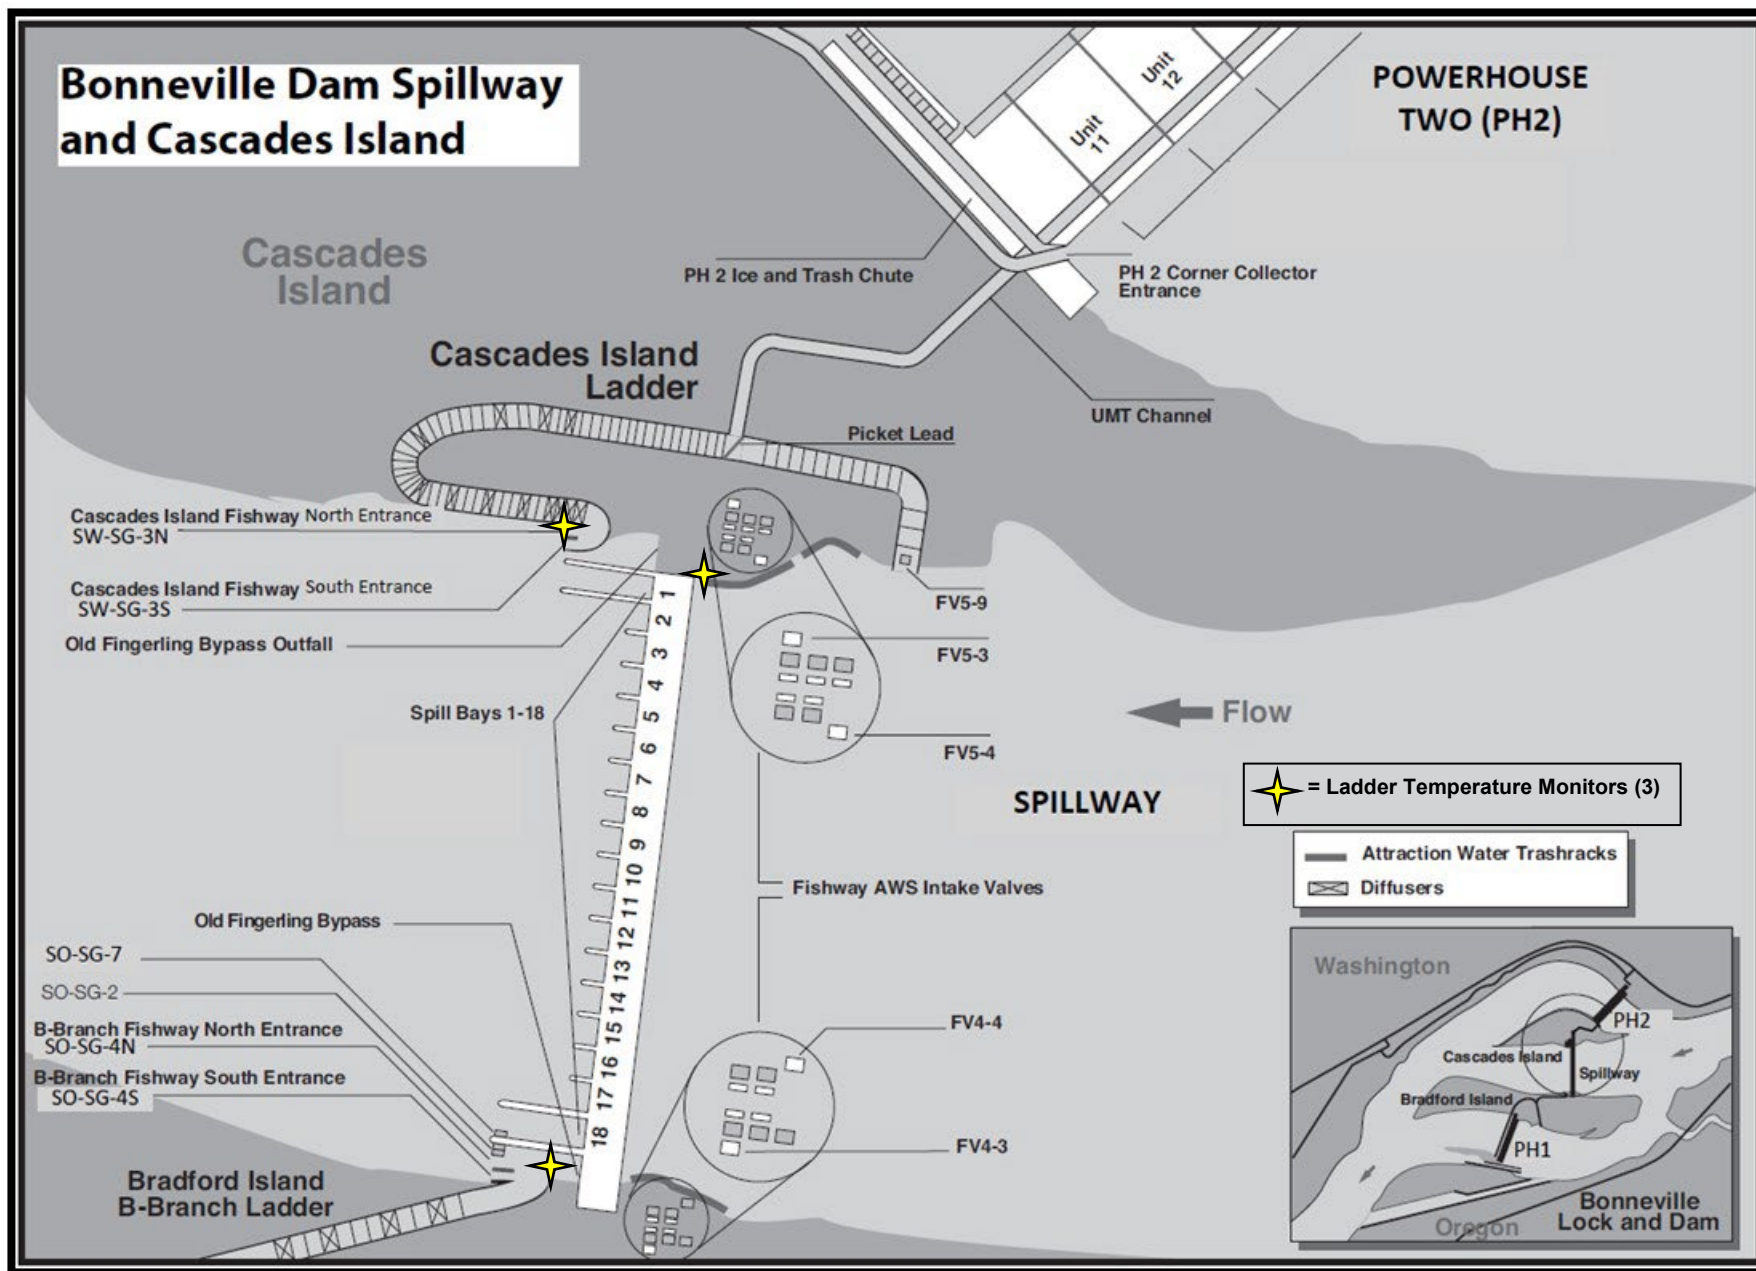 Bonneville Dam Spillway
and Cascades Island
POWERHOUSE
TWO (PH2)
Unit
12
Unit
11
Cascades
Island
PH 2 Ice and Trash Chute
PH 2 Corner Collector
Entrance
Cascades Island
Ladder
UMT Channel
Picket Lead
Cascades Island Fishway North Entrance
SW-SG-3N
Cascades Island Fishway South Entrance
SW-SG-3S
Old Fingerling Bypass Outfall
FV5-9
FV5-3
FV5-4
Spill Bays 1-18
1
2
3
4
5
6
7
8
9
10
11
12
13
14
15
16
17
18
Flow
SPILLWAY
= Ladder Temperature Monitors (3)
Attraction Water Trashracks
Diffusers
Fishway AWS Intake Valves
Old Fingerling Bypass
SO-SG-7
SO-SG-2
B-Branch Fishway North Entrance
SO-SG-4N
B-Branch Fishway South Entrance
SO-SG-4S
FV4-4
FV4-3
Bradford Island
B-Branch Ladder
Washington
PH2
Cascades Island
Spillway
Bradford Island
PH1
Bonneville
Lock and Dam
Oregon